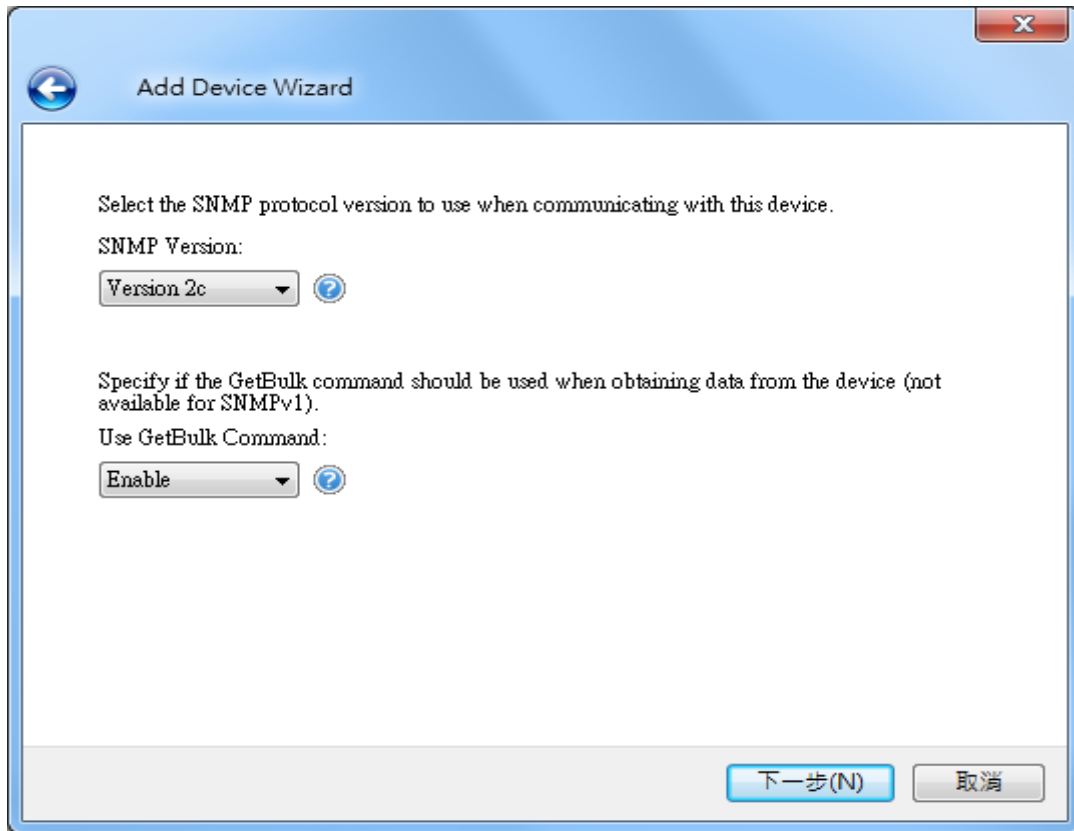 Add Device Wizard
Select the SNMP protocol version to use when communicating with this device.
SNMP Version:
Version 2c
Specify if the GetBulk command should be used when obtaining data from the device (not
available for SNMPv1).
Use GetBulk Command:
Enable
下一步(N)
取消